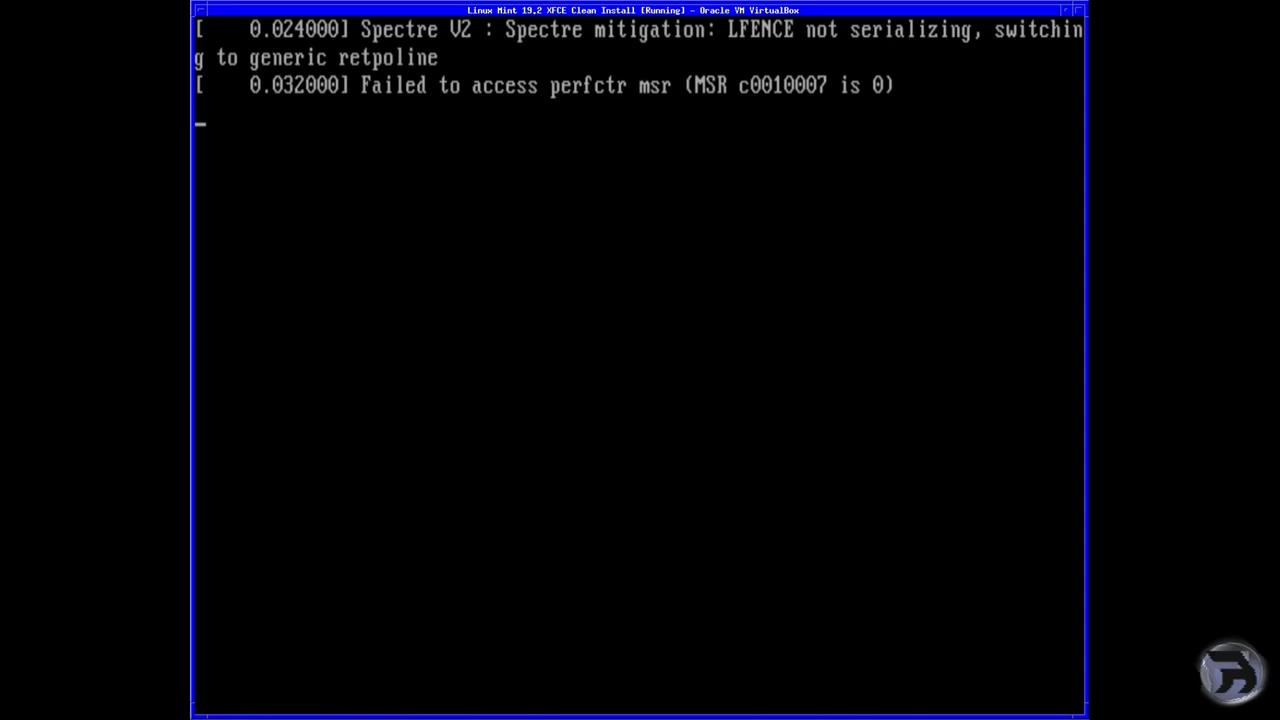 Linux Mint 19.2 XFCE Clean Install [Running] - Oracle VM VirtualBox
[    0.024000] Spectre V2 : Spectre mitigation: LFENCE not serializing, switchin
g to generic retpoline
[    0.032000] Failed to access perfctr msr (MSR c0010007 is 0)